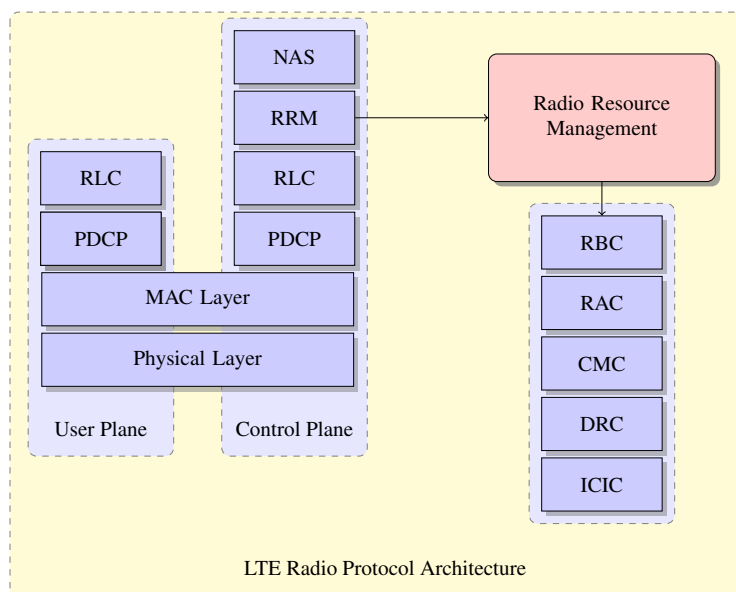 NAS
RRM
RLC
PDCP
RLC
PDCP
MAC Layer
Physical Layer
User Plane
Control Plane
Radio Resource
Management
RBC
RAC
CMC
DRC
ICIC
LTE Radio Protocol Architecture